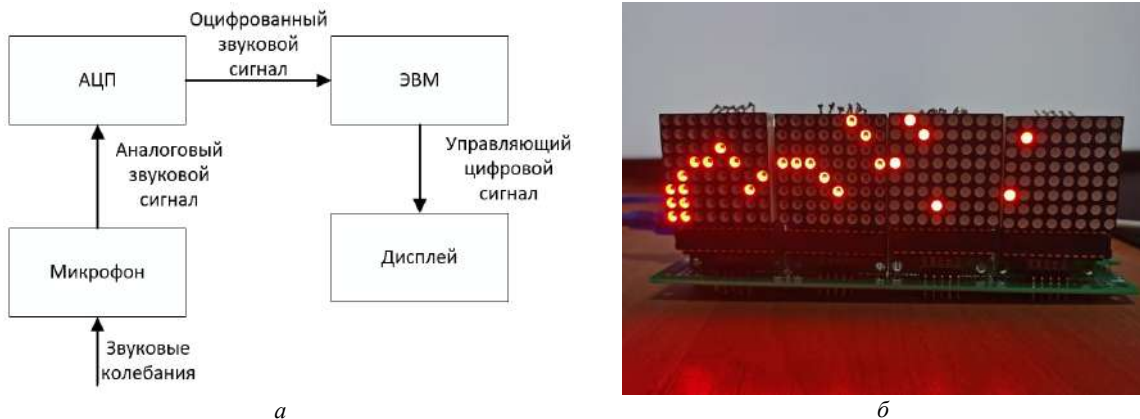 Оцифрованный
звуковой
сигнал
АЦП
ЭВМ
Аналоговый
звуковой
сигнал
Управляющий
цифровой
сигнал
Микрофон
Дисплей
Звуковые
колебания
а
б